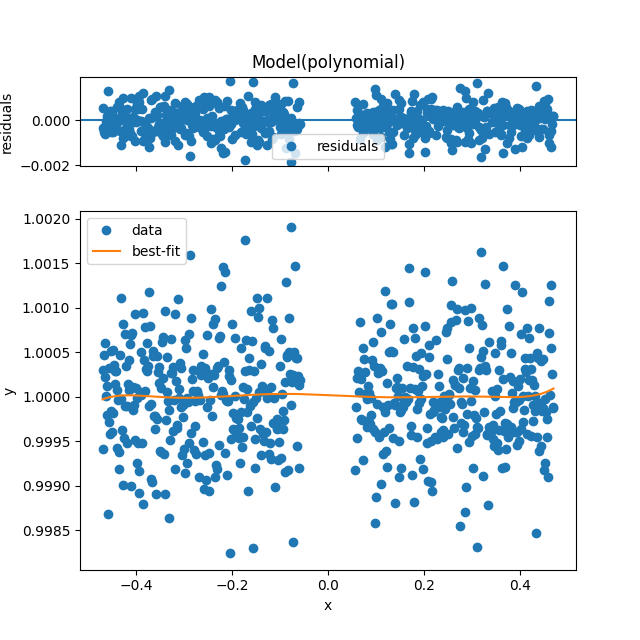 Model(polynomial)
residuals
0.000
−0.002
residuals
y
1.0020
1.0015
1.0010
1.0005
1.0000
0.9995
0.9990
0.9985
data
best-fit
−0.4 −0.2 0.0 0.2 0.4
x